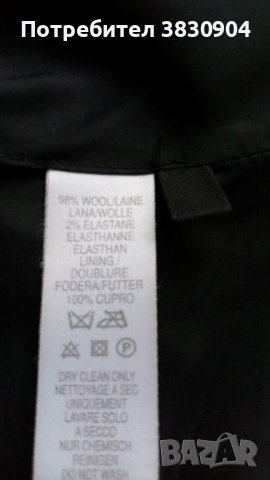 Потребител 3830904
98% WOOL/LAINE
LANA/WOLLE
2% ELASTANE
ELASTHANNE
ELASTHAN
LINING/
DOUBLURE
FODERA/FUTTER
100% CUPRO
P
DRY CLEAN ONLY
NETTOYAGE A SEC
UNIQUEMENT
LAVARE SOLO
A SECCO
NUR CHEMISCH
REINIGEN
DO NOT WASH
BAZAR